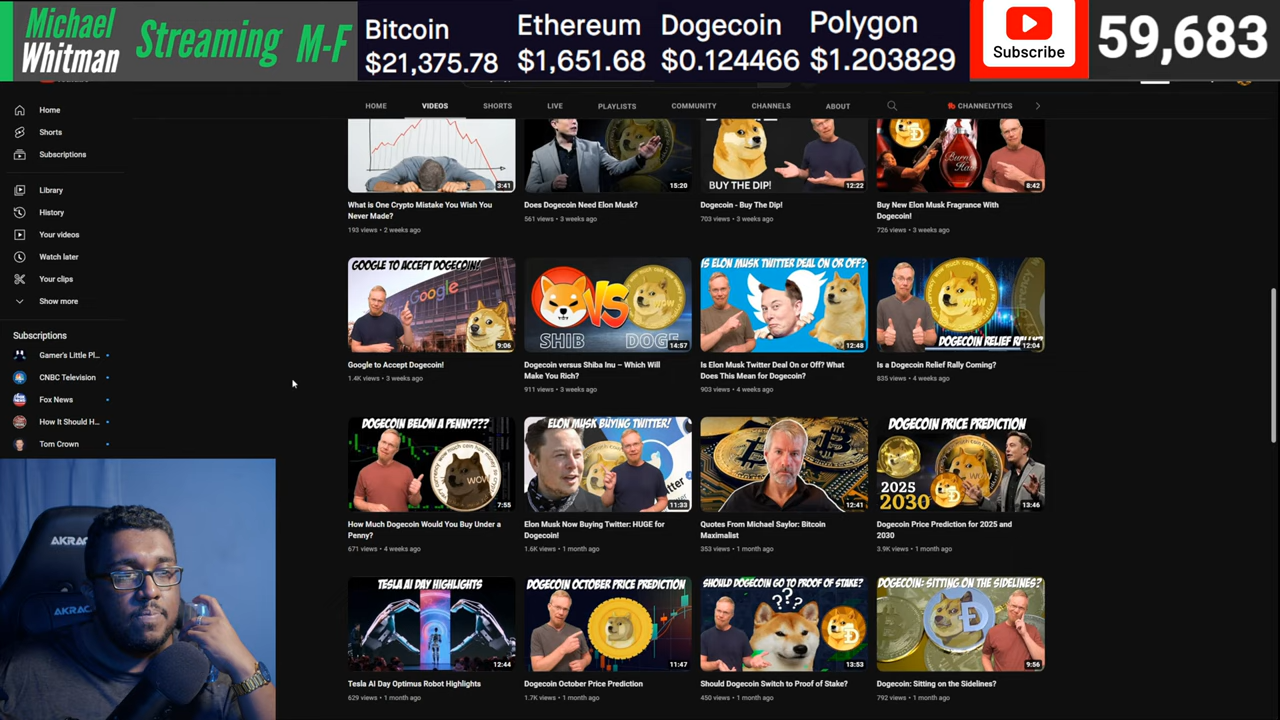 Michael
Whitman
Streaming M-F
Bitcoin
$21,375.78
Ethereum
$1,651.68
Dogecoin
$0.124466
Polygon
$1.203829
Subscribe
59,683
HOME
VIDEOS
SHORTS
LIVE
PLAYLISTS
COMMUNITY
CHANNELS
ABOUT
CHANNELYTICS
Home
Shorts
Subscriptions
Library
History
Your videos
Watch later
Your clips
Show more
Subscriptions
Gamer's Little Pl...
CNBC Television
Fox News
How It Should H...
Tom Crown
AKRAC
AKRAC
3:41
What is One Crypto Mistake You Wish You
Never Made?
193 views • 2 weeks ago
15:20
Does Dogecoin Need Elon Musk?
561 views • 3 weeks ago
BUY THE DIP!
12:22
Dogecoin - Buy The Dip!
703 views • 3 weeks ago
8:42
Buy New Elon Musk Fragrance With
Dogecoin!
726 views • 3 weeks ago
GOOGLE TO ACCEPT DOGECOIN!
Google
9:06
Google to Accept Dogecoin!
1.4K views • 3 weeks ago
VS
SHIB
DOGE
14:57
Dogecoin versus Shiba Inu – Which Will
Make You Rich?
911 views • 3 weeks ago
IS ELON MUSK TWITTER DEAL ON OR OFF?
12:48
Is Elon Musk Twitter Deal On or Off? What
Does This Mean for Dogecoin?
903 views • 4 weeks ago
WOW
DOGECOIN RELIEF RALLY
12:04
Is a Dogecoin Relief Rally Coming?
835 views • 4 weeks ago
DOGECOIN BELOW A PENNY???
WOW
7:55
How Much Dogecoin Would You Buy Under a
Penny?
671 views • 4 weeks ago
ELON MUSK BUYING TWITTER!
11:33
Elon Musk Now Buying Twitter: HUGE for
Dogecoin!
1.6K views • 1 month ago
12:41
Quotes From Michael Saylor: Bitcoin
Maximalist
353 views • 1 month ago
DOGECOIN PRICE PREDICTION
WOW
2025
2030
13:46
Dogecoin Price Prediction for 2025 and
2030
3.9K views • 1 month ago
TESLA AI DAY HIGHLIGHTS
12:44
Tesla AI Day Optimus Robot Highlights
629 views • 1 month ago
DOGECOIN OCTOBER PRICE PREDICTION
11:47
Dogecoin October Price Prediction
1.7K views • 1 month ago
SHOULD DOGECOIN GO TO PROOF OF STAKE?
???
13:53
Should Dogecoin Switch to Proof of Stake?
450 views • 1 month ago
DOGECOIN: SITTING ON THE SIDELINES?
9:56
Dogecoin: Sitting on the Sidelines?
792 views • 1 month ago